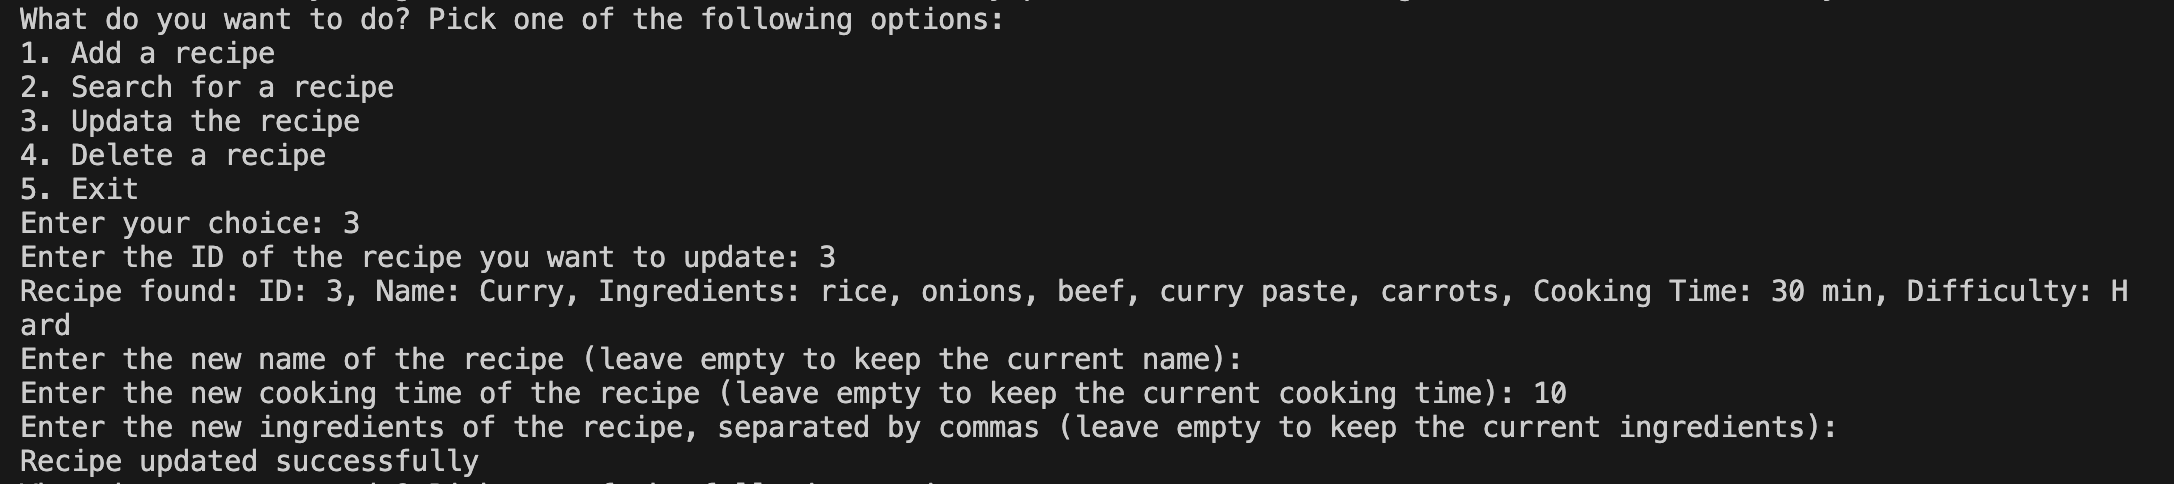 What do you want to do? Pick one of the following options:
1. Add a recipe
2. Search for a recipe
3. Updata the recipe
4. Delete a recipe
5. Exit
Enter your choice: 3
Enter the ID of the recipe you want to update: 3
Recipe found: ID: 3, Name: Curry, Ingredients: rice, onions, beef, curry paste, carrots, Cooking Time: 30 min, Difficulty: H
ard
Enter the new name of the recipe (leave empty to keep the current name):
Enter the new cooking time of the recipe (leave empty to keep the current cooking time): 10
Enter the new ingredients of the recipe, separated by commas (leave empty to keep the current ingredients):
Recipe updated successfully